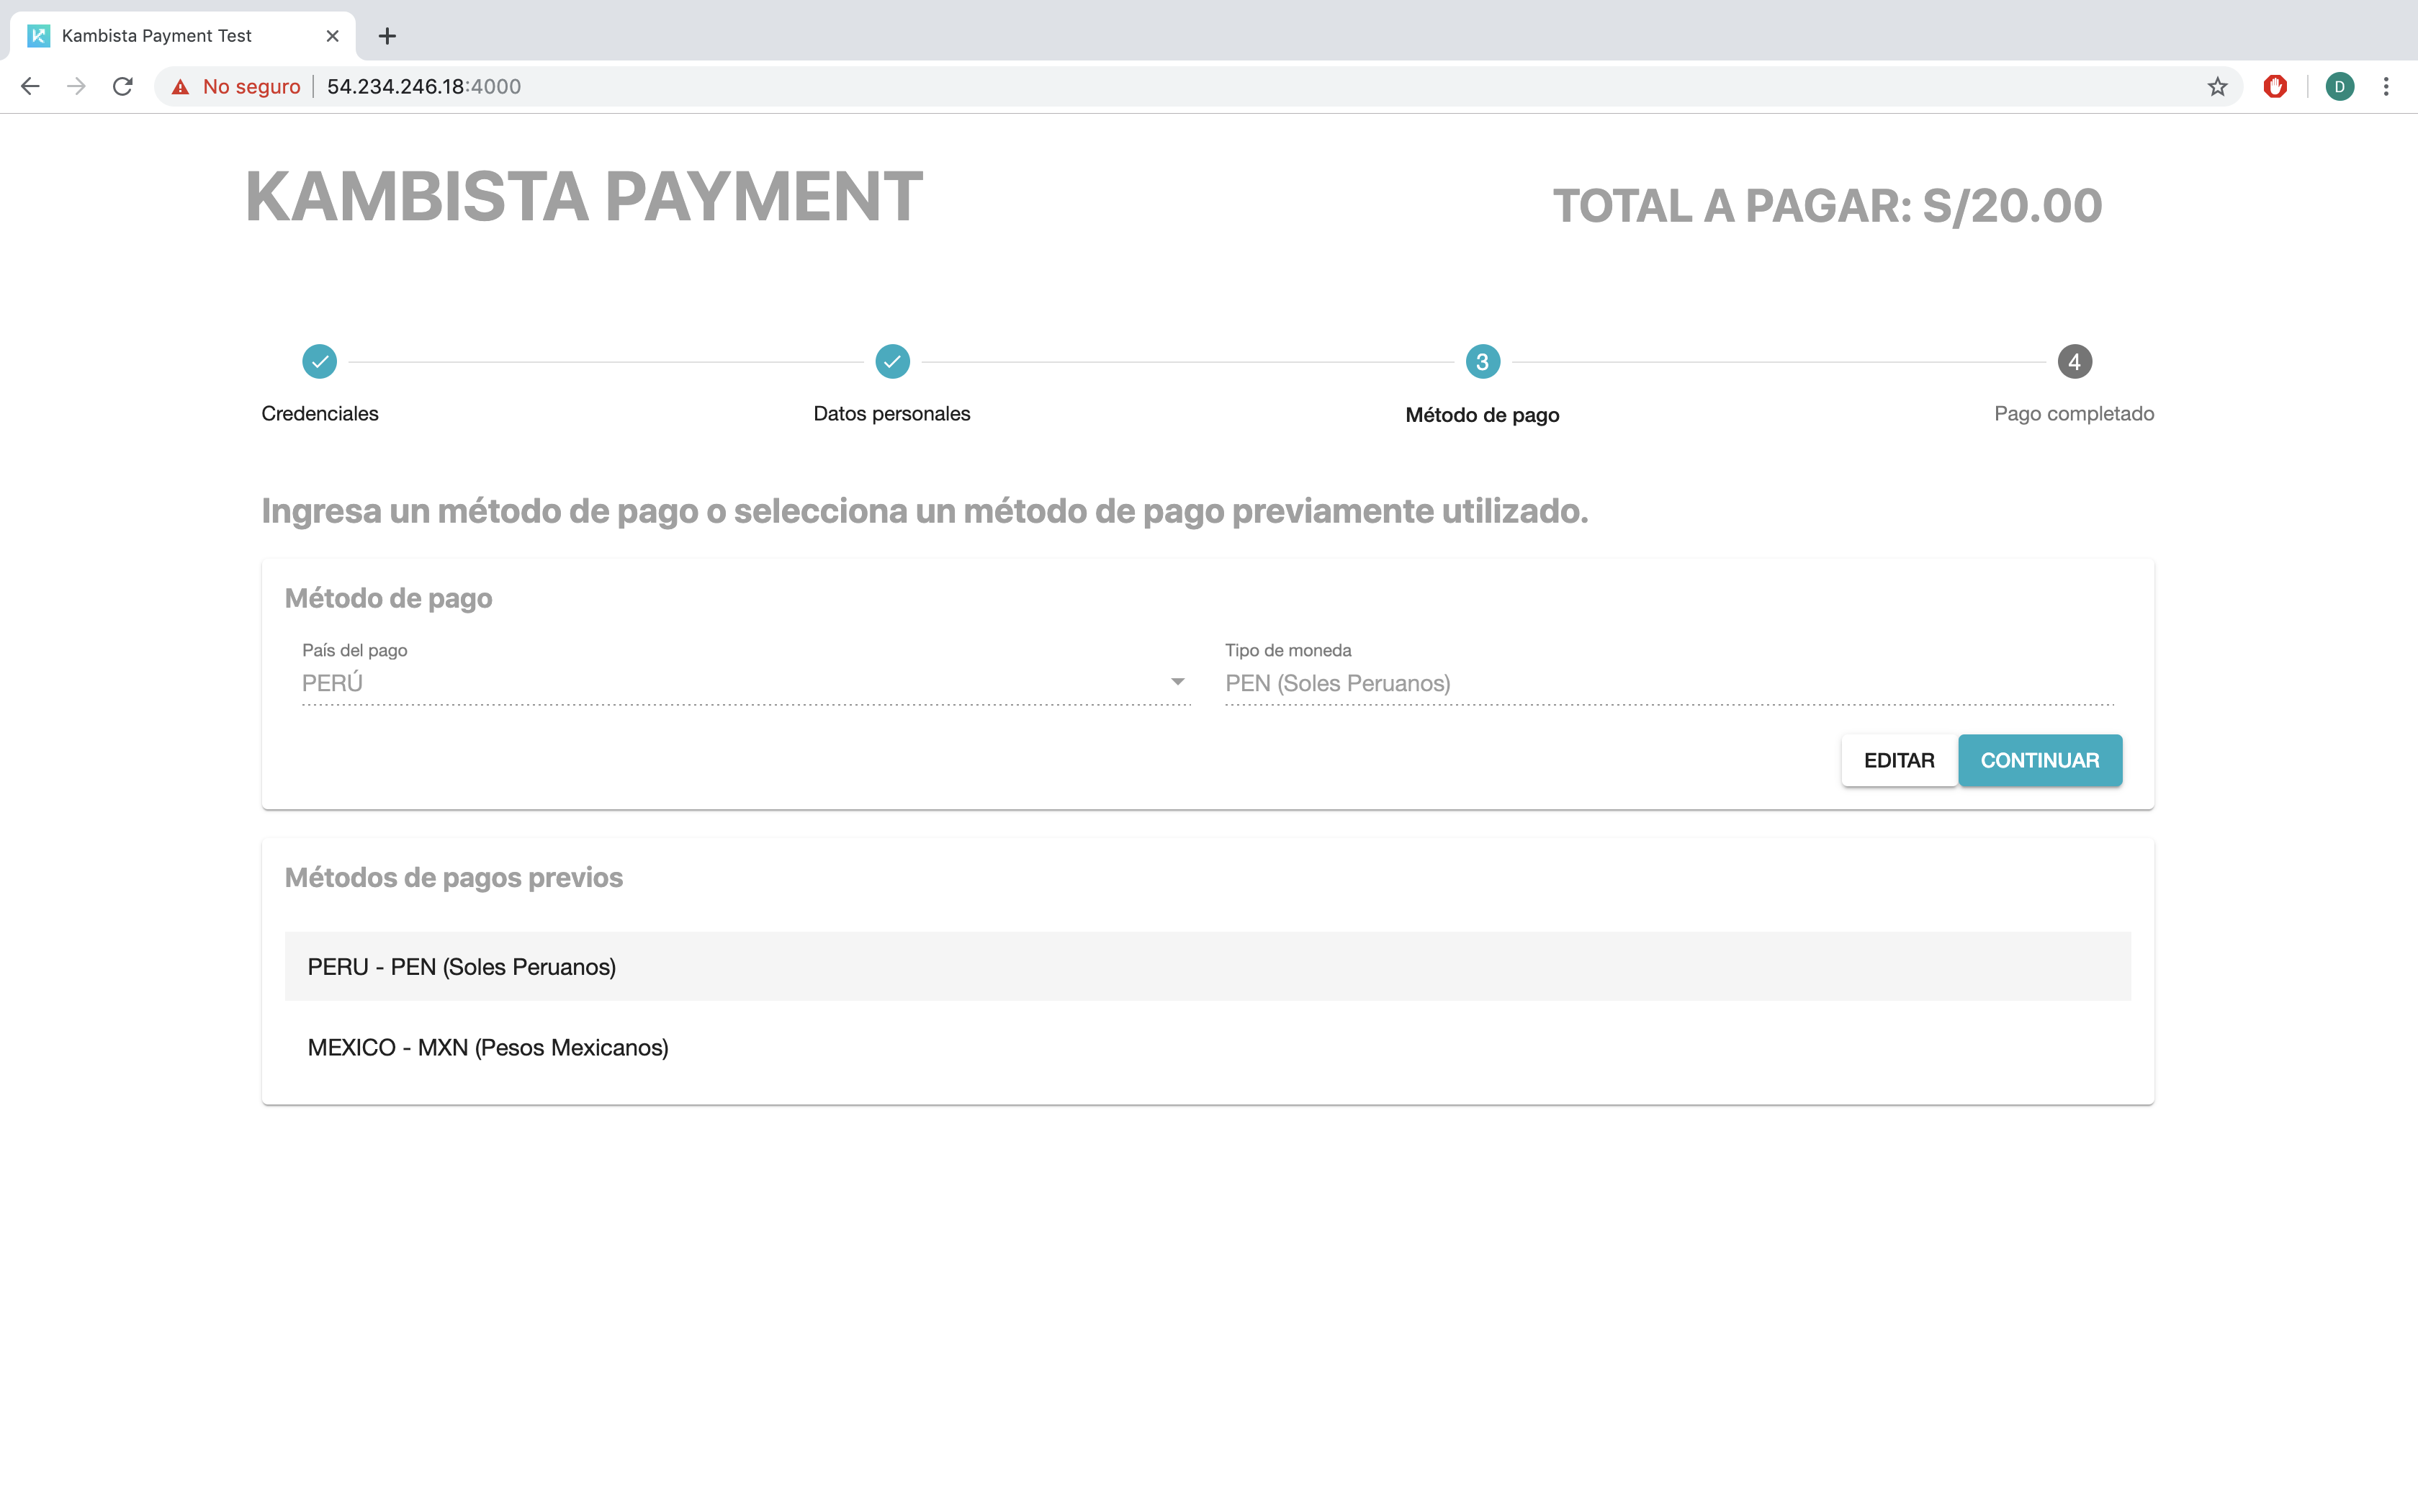 Kambista Payment Test
No seguro | 54.234.246.18:4000
D
KAMBISTA PAYMENT
TOTAL A PAGAR: S/20.00
3
4
Credenciales
Datos personales
Método de pago
Pago completado
Ingresa un método de pago o selecciona un método de pago previamente utilizado.
Método de pago
País del pago
Tipo de moneda
PERÚ
PEN (Soles Peruanos)
EDITAR
CONTINUAR
Métodos de pagos previos
PERU - PEN (Soles Peruanos)
MEXICO - MXN (Pesos Mexicanos)